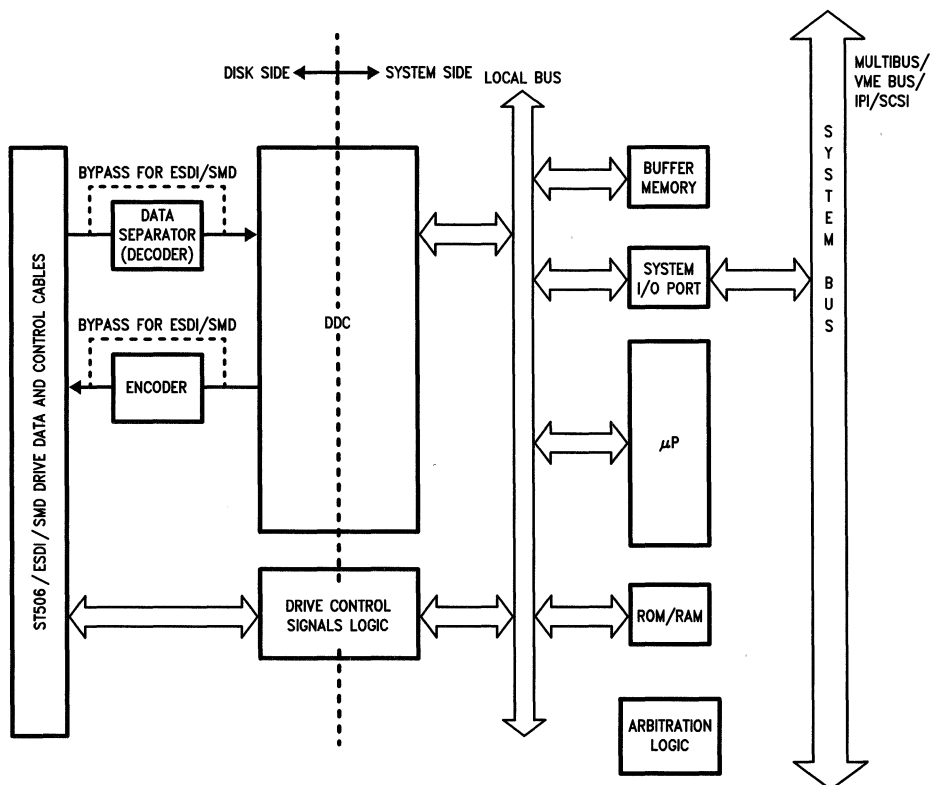 DISK SIDE
SYSTEM SIDE
LOCAL BUS
MULTIBUS/
VME BUS/
IPI/SCSI
SYSTEM BUS
ST506/ESDI/SMD DRIVE DATA AND CONTROL CABLES
BYPASS FOR ESDI/SMD
DATA
SEPARATOR
(DECODER)
BYPASS FOR ESDI/SMD
ENCODER
DDC
DRIVE CONTROL
SIGNALS LOGIC
BUFFER
MEMORY
SYSTEM
I/O PORT
μP
ROM/RAM
ARBITRATION
LOGIC